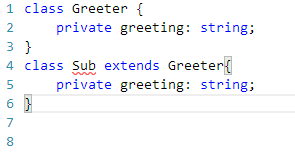 1 class Greeter {
2     private greeting: string;
3 }
4 class Sub extends Greeter{
5     private greeting: string;
6 }
7
8